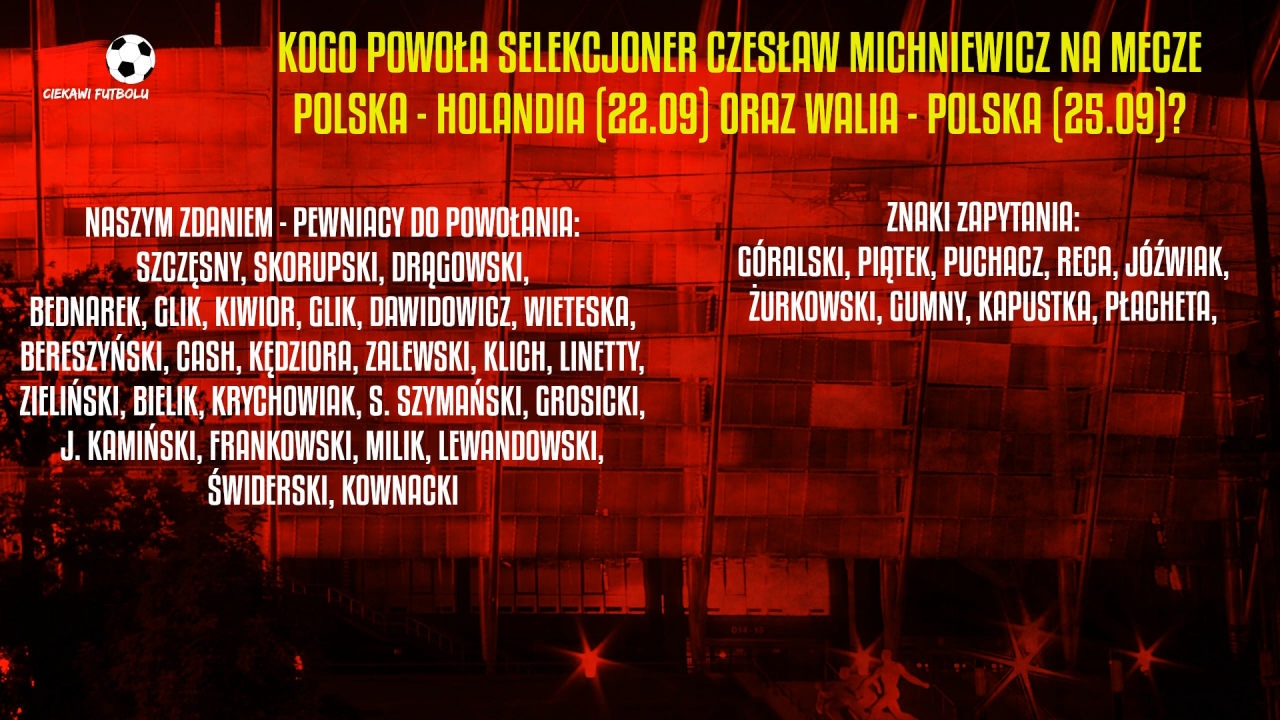 CIEKAWI FUTBOLU
KOGO POWOŁA SELEKCJONER CZESŁAW MICHNIEWICZ NA MECZE
POLSKA - HOLANDIA (22.09) ORAZ WALIA - POLSKA (25.09)?
NASZYM ZDANIEM - PEWNIACY DO POWOŁANIA:
SZCZĘSNY, SKORUPSKI, DRĄGOWSKI,
BEDNAREK, GLIK, KIWIOR, GLIK, DAWIDOWICZ, WIETESKA,
BERESZYŃSKI, CASH, KĘDZIORA, ZALEWSKI, KLICH, LINETTY,
ZIELIŃSKI, BIELIK, KRYCHOWIAK, S. SZYMAŃSKI, GROSICKI,
J. KAMIŃSKI, FRANKOWSKI, MILIK, LEWANDOWSKI,
ŚWIDERSKI, KOWNACKI
ZNAKI ZAPYTANIA:
GÓRALSKI, PIĄTEK, PUCHACZ, RECA, JÓŹWIAK,
ŻURKOWSKI, GUMNY, KAPUSTKA, PŁACHETA,